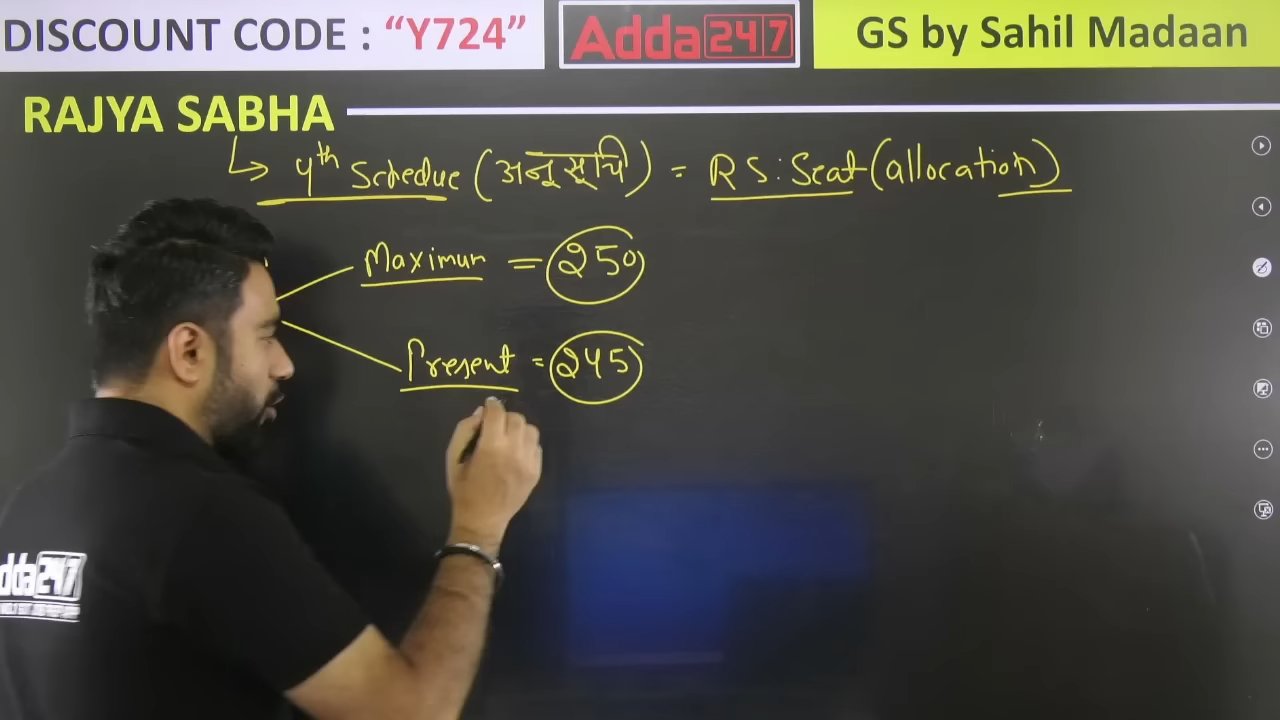 DISCOUNT CODE : “Y724” Adda247 GS by Sahil Madaan
RAJYA SABHA
4th Schedue (अनूसूचि) = RS: Seat (allocation)
Maximum = 250
Present = 245
dda247